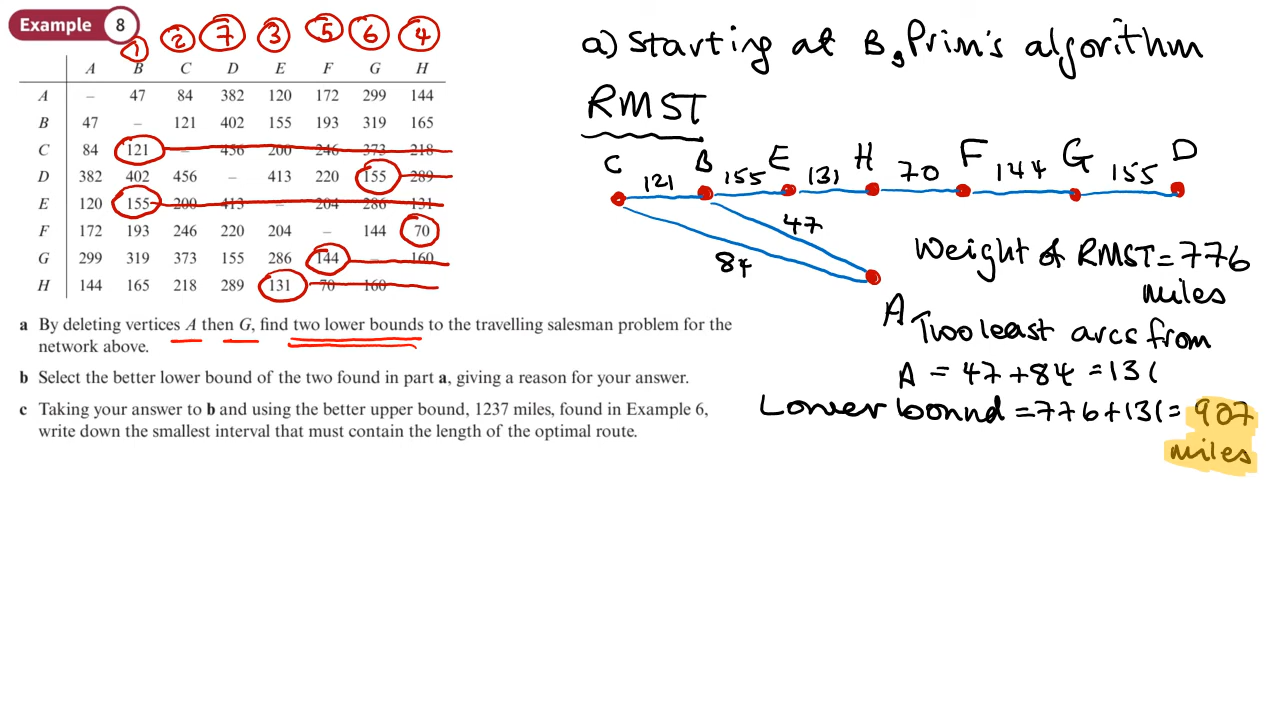 Example 8
① ② ⑦ ③ ⑤ ⑥ ④
A B C D E F G H
A – 47 84 382 120 172 299 144
B 47 – 121 402 155 193 319 165
C 84 121 – 456 200 246 373 218
D 382 402 456 – 413 220 155 289
E 120 155 200 413 – 204 286 131
F 172 193 246 220 204 – 144 70
G 299 319 373 155 286 144 – 160
H 144 165 218 289 131 70 160
a By deleting vertices A then G, find two lower bounds to the travelling salesman problem for the
network above.
b Select the better lower bound of the two found in part a, giving a reason for your answer.
c Taking your answer to b and using the better upper bound, 1237 miles, found in Example 6,
write down the smallest interval that must contain the length of the optimal route.
a) Starting at B, Prim's algorithm
RMST
C B E H F G D
121 155 131 70 144 155
47
84
A
Weight of RMST = 776
miles
Two least arcs from
A = 47 + 84 = 131
Lower bound = 776 + 131 = 907
miles